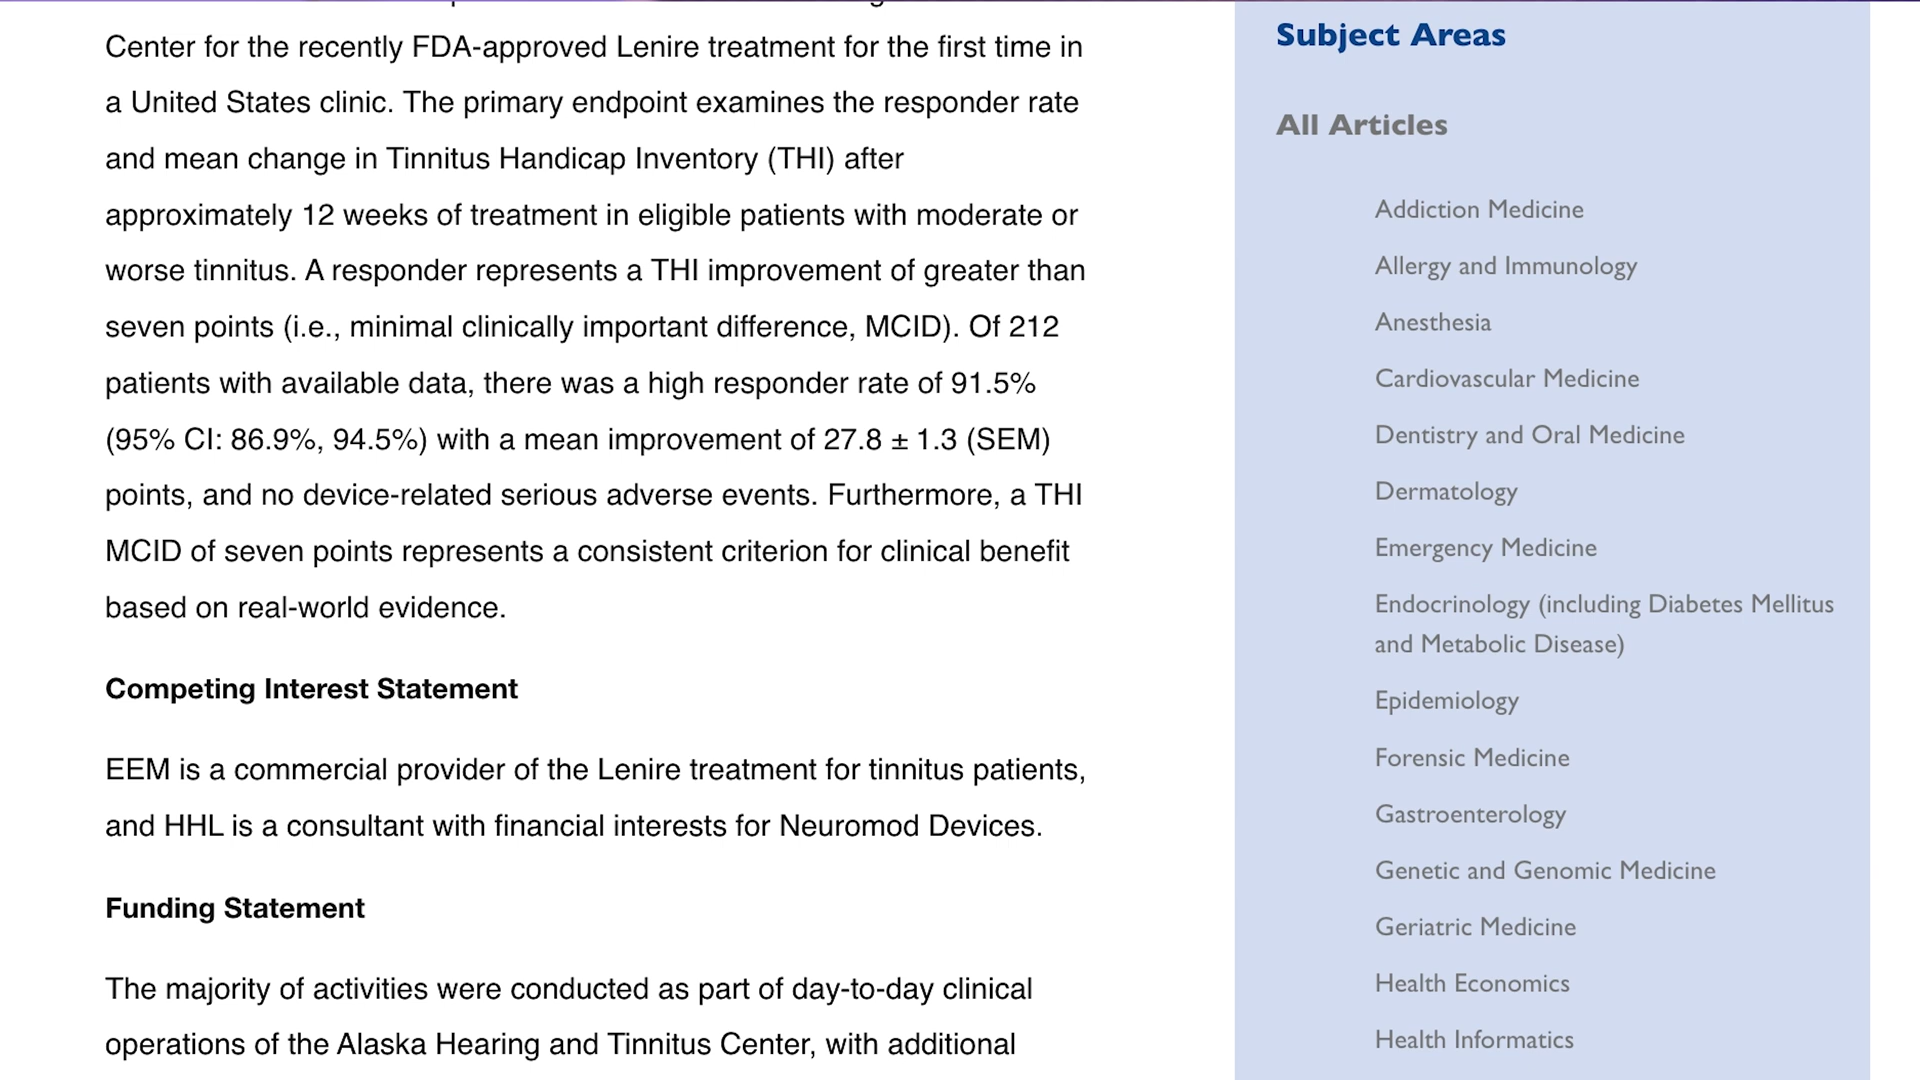 Center for the recently FDA-approved Lenire treatment for the first time in
a United States clinic. The primary endpoint examines the responder rate
and mean change in Tinnitus Handicap Inventory (THI) after
approximately 12 weeks of treatment in eligible patients with moderate or
worse tinnitus. A responder represents a THI improvement of greater than
seven points (i.e., minimal clinically important difference, MCID). Of 212
patients with available data, there was a high responder rate of 91.5%
(95% CI: 86.9%, 94.5%) with a mean improvement of 27.8 ± 1.3 (SEM)
points, and no device-related serious adverse events. Furthermore, a THI
MCID of seven points represents a consistent criterion for clinical benefit
based on real-world evidence.
Competing Interest Statement
EEM is a commercial provider of the Lenire treatment for tinnitus patients,
and HHL is a consultant with financial interests for Neuromod Devices.
Funding Statement
The majority of activities were conducted as part of day-to-day clinical
operations of the Alaska Hearing and Tinnitus Center, with additional
Subject Areas
All Articles
Addiction Medicine
Allergy and Immunology
Anesthesia
Cardiovascular Medicine
Dentistry and Oral Medicine
Dermatology
Emergency Medicine
Endocrinology (including Diabetes Mellitus
and Metabolic Disease)
Epidemiology
Forensic Medicine
Gastroenterology
Genetic and Genomic Medicine
Geriatric Medicine
Health Economics
Health Informatics